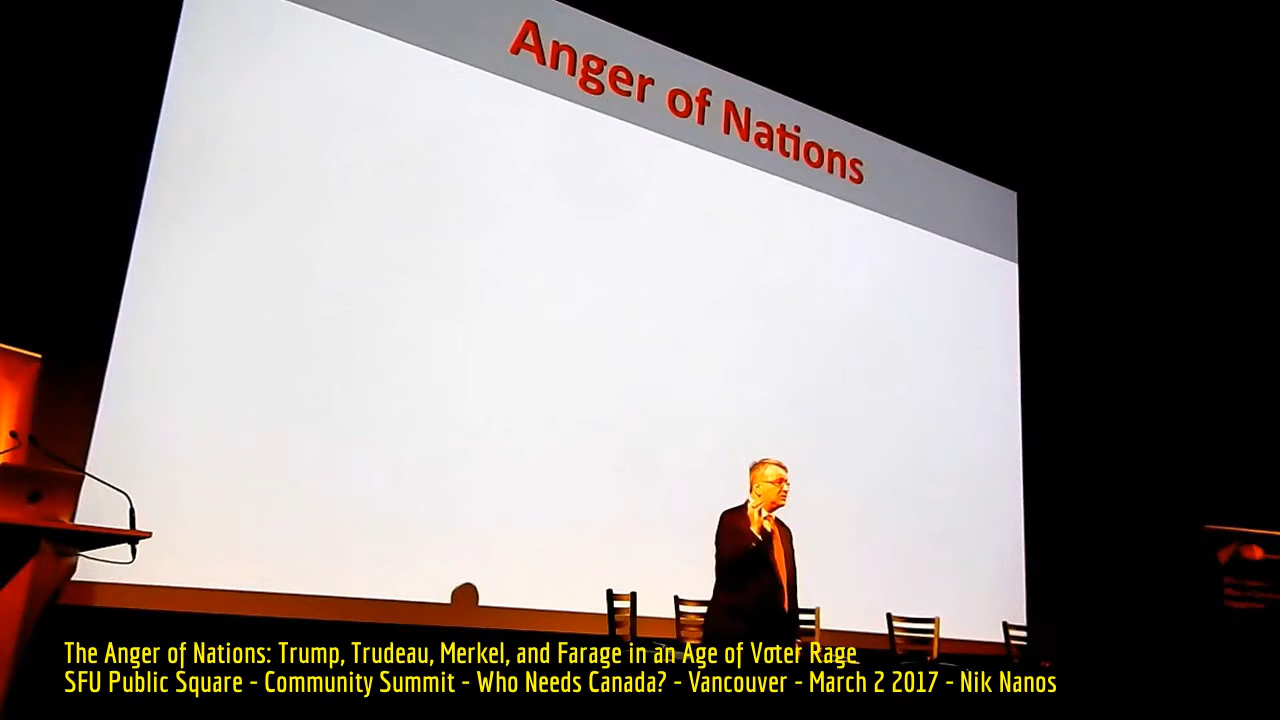 Anger of Nations
The Anger of Nations: Trump, Trudeau, Merkel, and Farage in an Age of Voter Rage
SFU Public Square - Community Summit - Who Needs Canada? - Vancouver - March 2 2017 - Nik Nanos